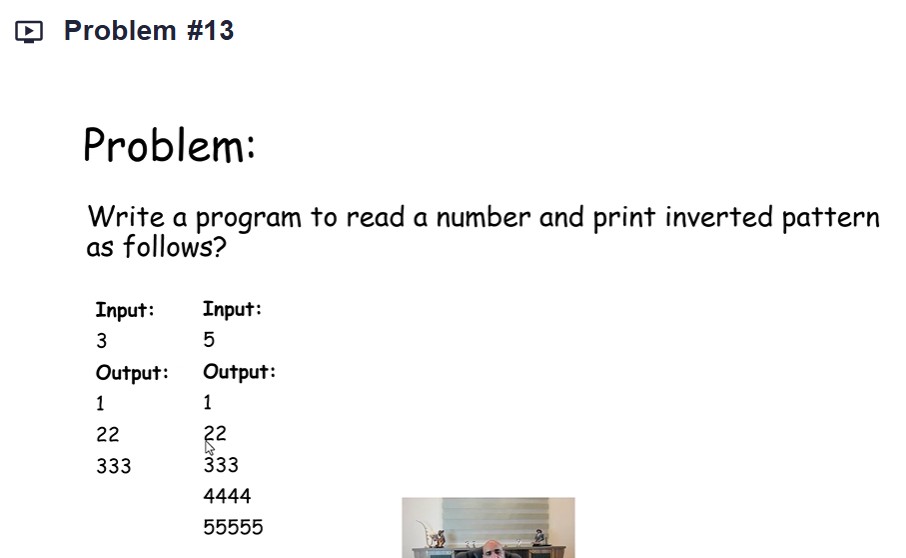 Problem #13
Problem:
Write a program to read a number and print inverted pattern
as follows?
Input: Input:
3 5
Output: Output:
1 1
22 22
333 333
4444
55555